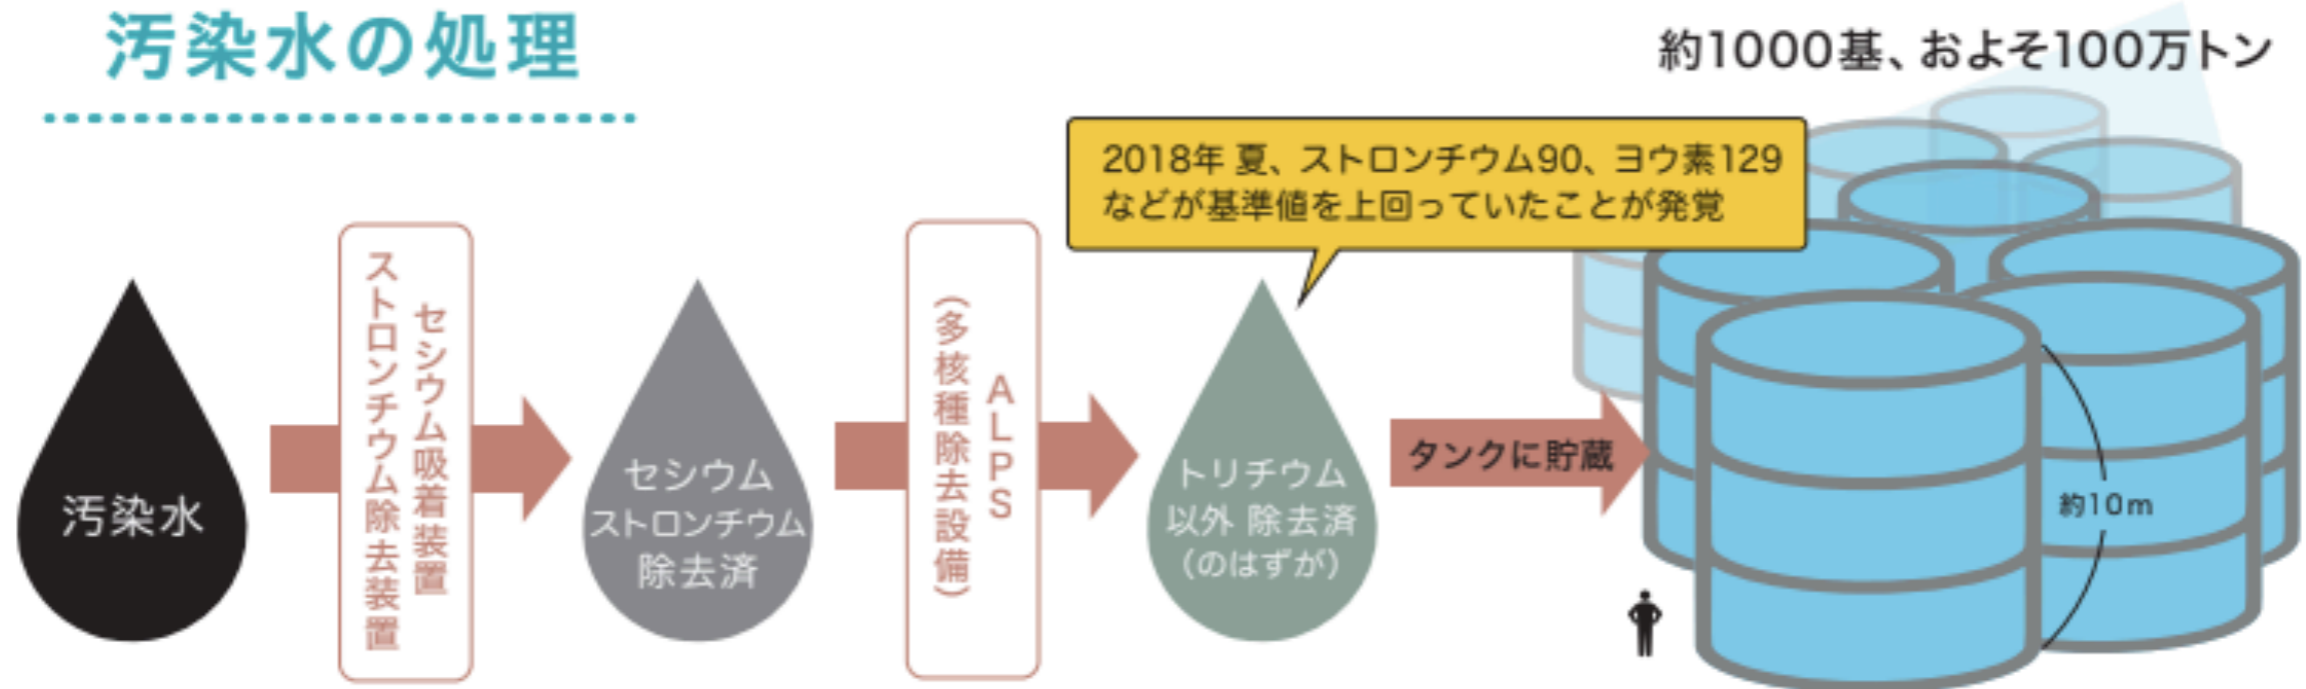 汚染水の処理
約1000基、およそ100万トン
2018年 夏、ストロンチウム90、ヨウ素129
などが基準値を上回っていたことが発覚
汚染水
セシウム吸着装置
ストロンチウム除去装置
セシウム
ストロンチウム
除去済
ALPS
(多核種除去設備)
トリチウム
以外 除去済
(のはずが)
タンクに貯蔵
約10m